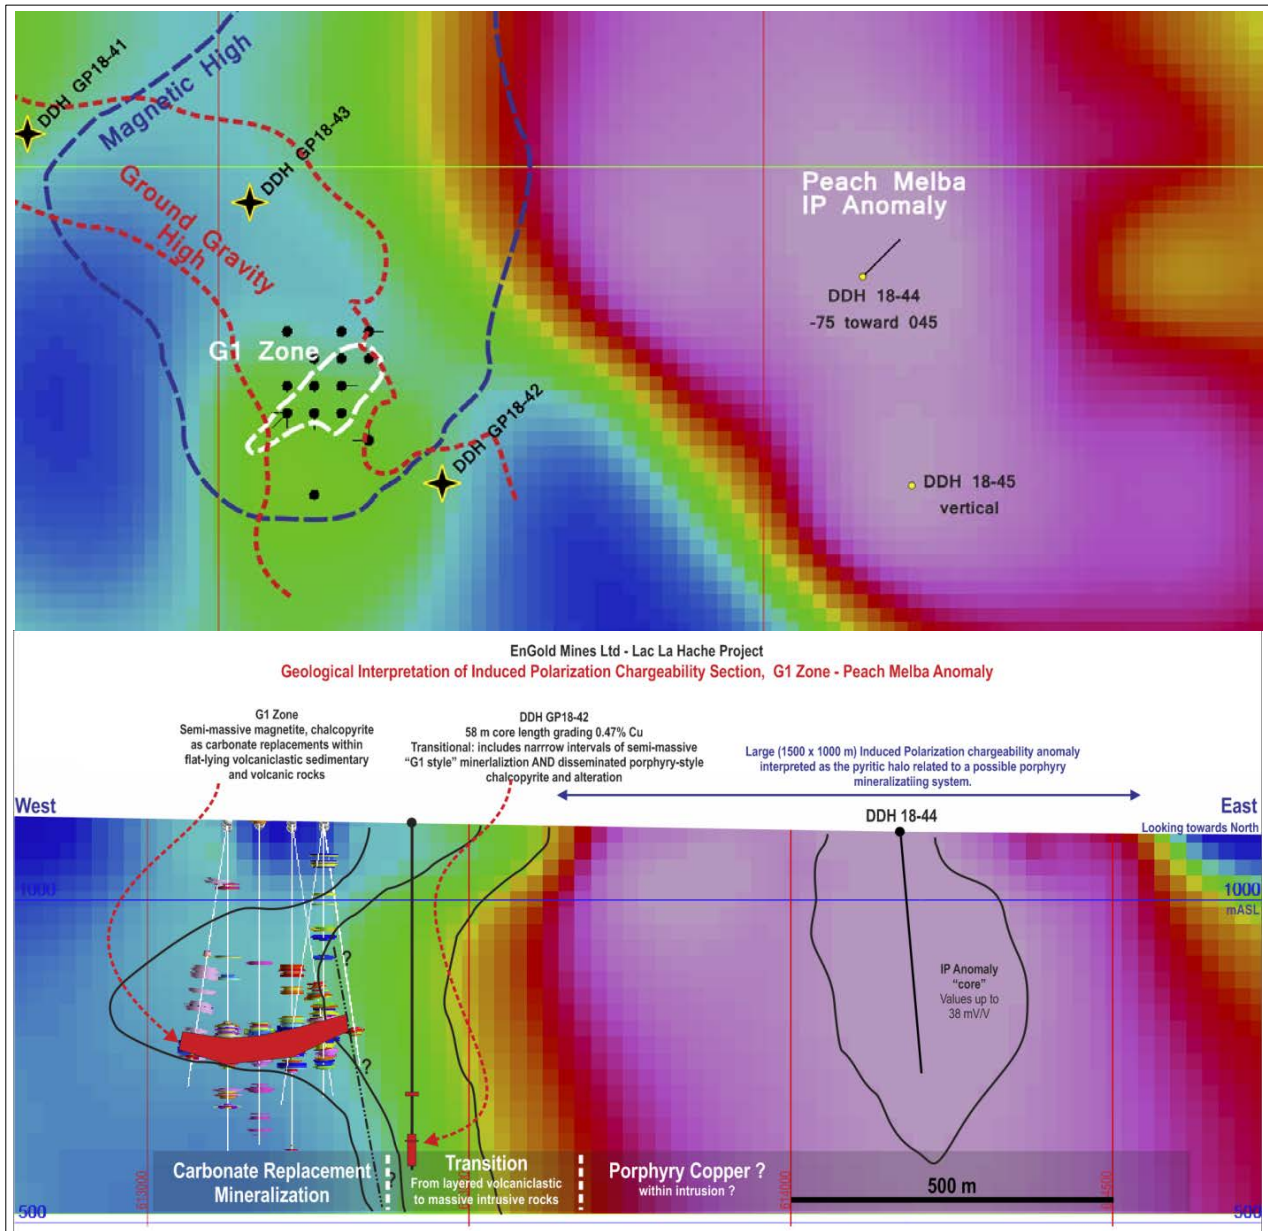 DDH GP18-41
Magnetic High
DDH GP18-43
Ground Gravity
High
Peach Melba
IP Anomaly
DDH 18-44
-75 toward 045
G1 Zone
DDH GP18-42
DDH 18-45
vertical
EnGold Mines Ltd - Lac La Hache Project
Geological Interpretation of Induced Polarization Chargeability Section, G1 Zone - Peach Melba Anomaly
G1 Zone
Semi-massive magnetite, chalcopyrite
as carbonate replacements within
flat-lying volcaniclastic sedimentary
and volcanic rocks
DDH GP18-42
58 m core length grading 0.47% Cu
Transitional: includes narrrow intervals of semi-massive
“G1 style” minerlaliztion AND disseminated porphyry-style
chalcopyrite and alteration
Large (1500 x 1000 m) Induced Polarization chargeability anomaly
interpreted as the pyritic halo related to a possible porphyry
mineralizatiing system.
West
East
Looking towards North
DDH 18-44
1000
1000
mASL
?
?
?
IP Anomaly
“core”
Values up to
38 mV/V
Carbonate Replacement
Mineralization
Transition
From layered volcaniclastic
to massive intrusive rocks
Porphyry Copper ?
within intrusion ?
500 m
613000
614000
500
500